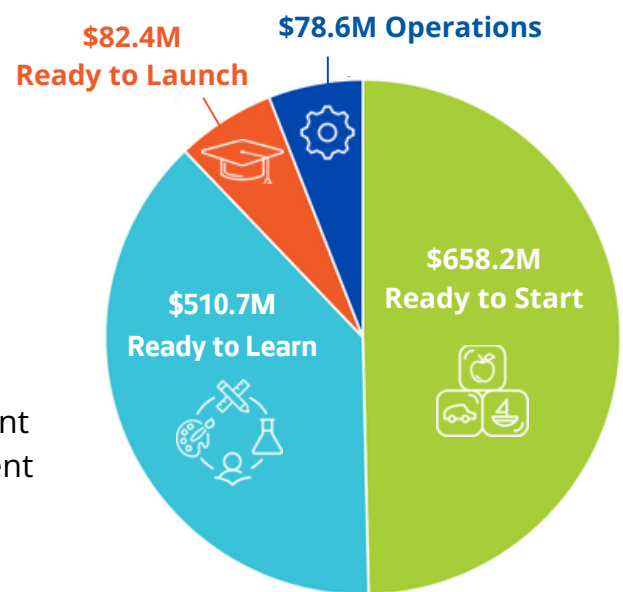 $82.4M
Ready to Launch
$78.6M Operations
$658.2M
Ready to Start
$510.7M
Ready to Learn